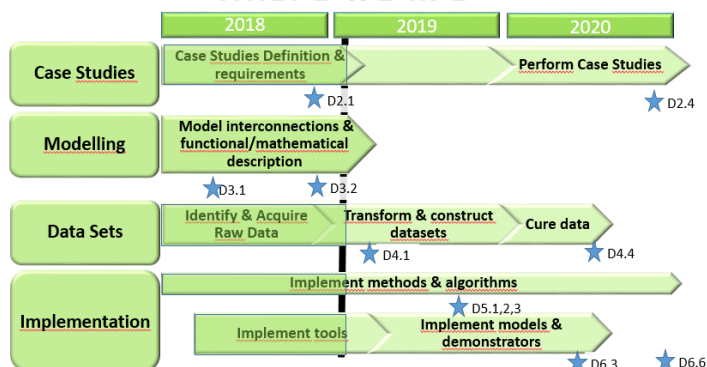 2018
2019
2020
Case Studies
Case Studies Definition &
requirements
Perform Case Studies
D2.1
D2.4
Modelling
Model interconnections &
functional/mathematical
description
D3.1
D3.2
Data Sets
Identify & Acquire
Raw Data
Transform & construct
datasets
Cure data
D4.1
D4.4
Implementation
Implement methods & algorithms
D5.1,2,3
Implement tools
Implement models &
demonstrators
D6.3
D6.6